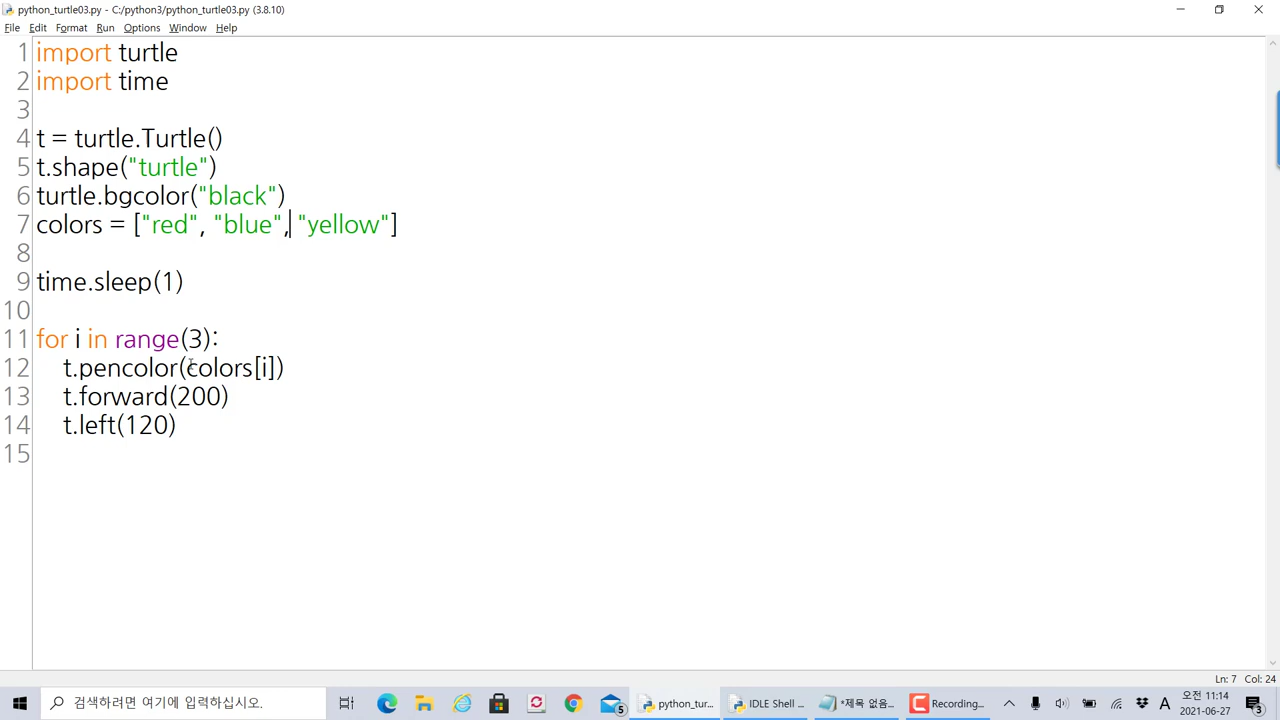 python_turtle03.py - C:/python3/python_turtle03.py (3.8.10)
File Edit Format Run Options Window Help
1 import turtle
2 import time
3
4 t = turtle.Turtle()
5 t.shape("turtle")
6 turtle.bgcolor("black")
7 colors = ["red", "blue", "yellow"]
8
9 time.sleep(1)
10
11 for i in range(3):
12 t.pencolor(colors[i])
13 t.forward(200)
14 t.left(120)
15
Ln: 7 Col: 24
검색하려면 여기에 입력하십시오.
5
python_tur...
IDLE Shell ...
*제목 없음...
Recording...
A
오전 11:14
2021-06-27
3